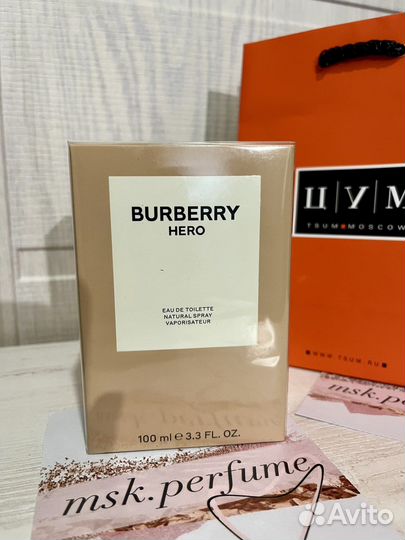 BURBERRY
HERO
EAU DE TOILETTE
NATURAL SPRAY
VAPORISATEUR
100 ml e 3.3 FL. OZ.
ЦУМ
TSUM MOSCOW
WWW.TSUM.RU
msk.perfume
msk.perfume
Avito